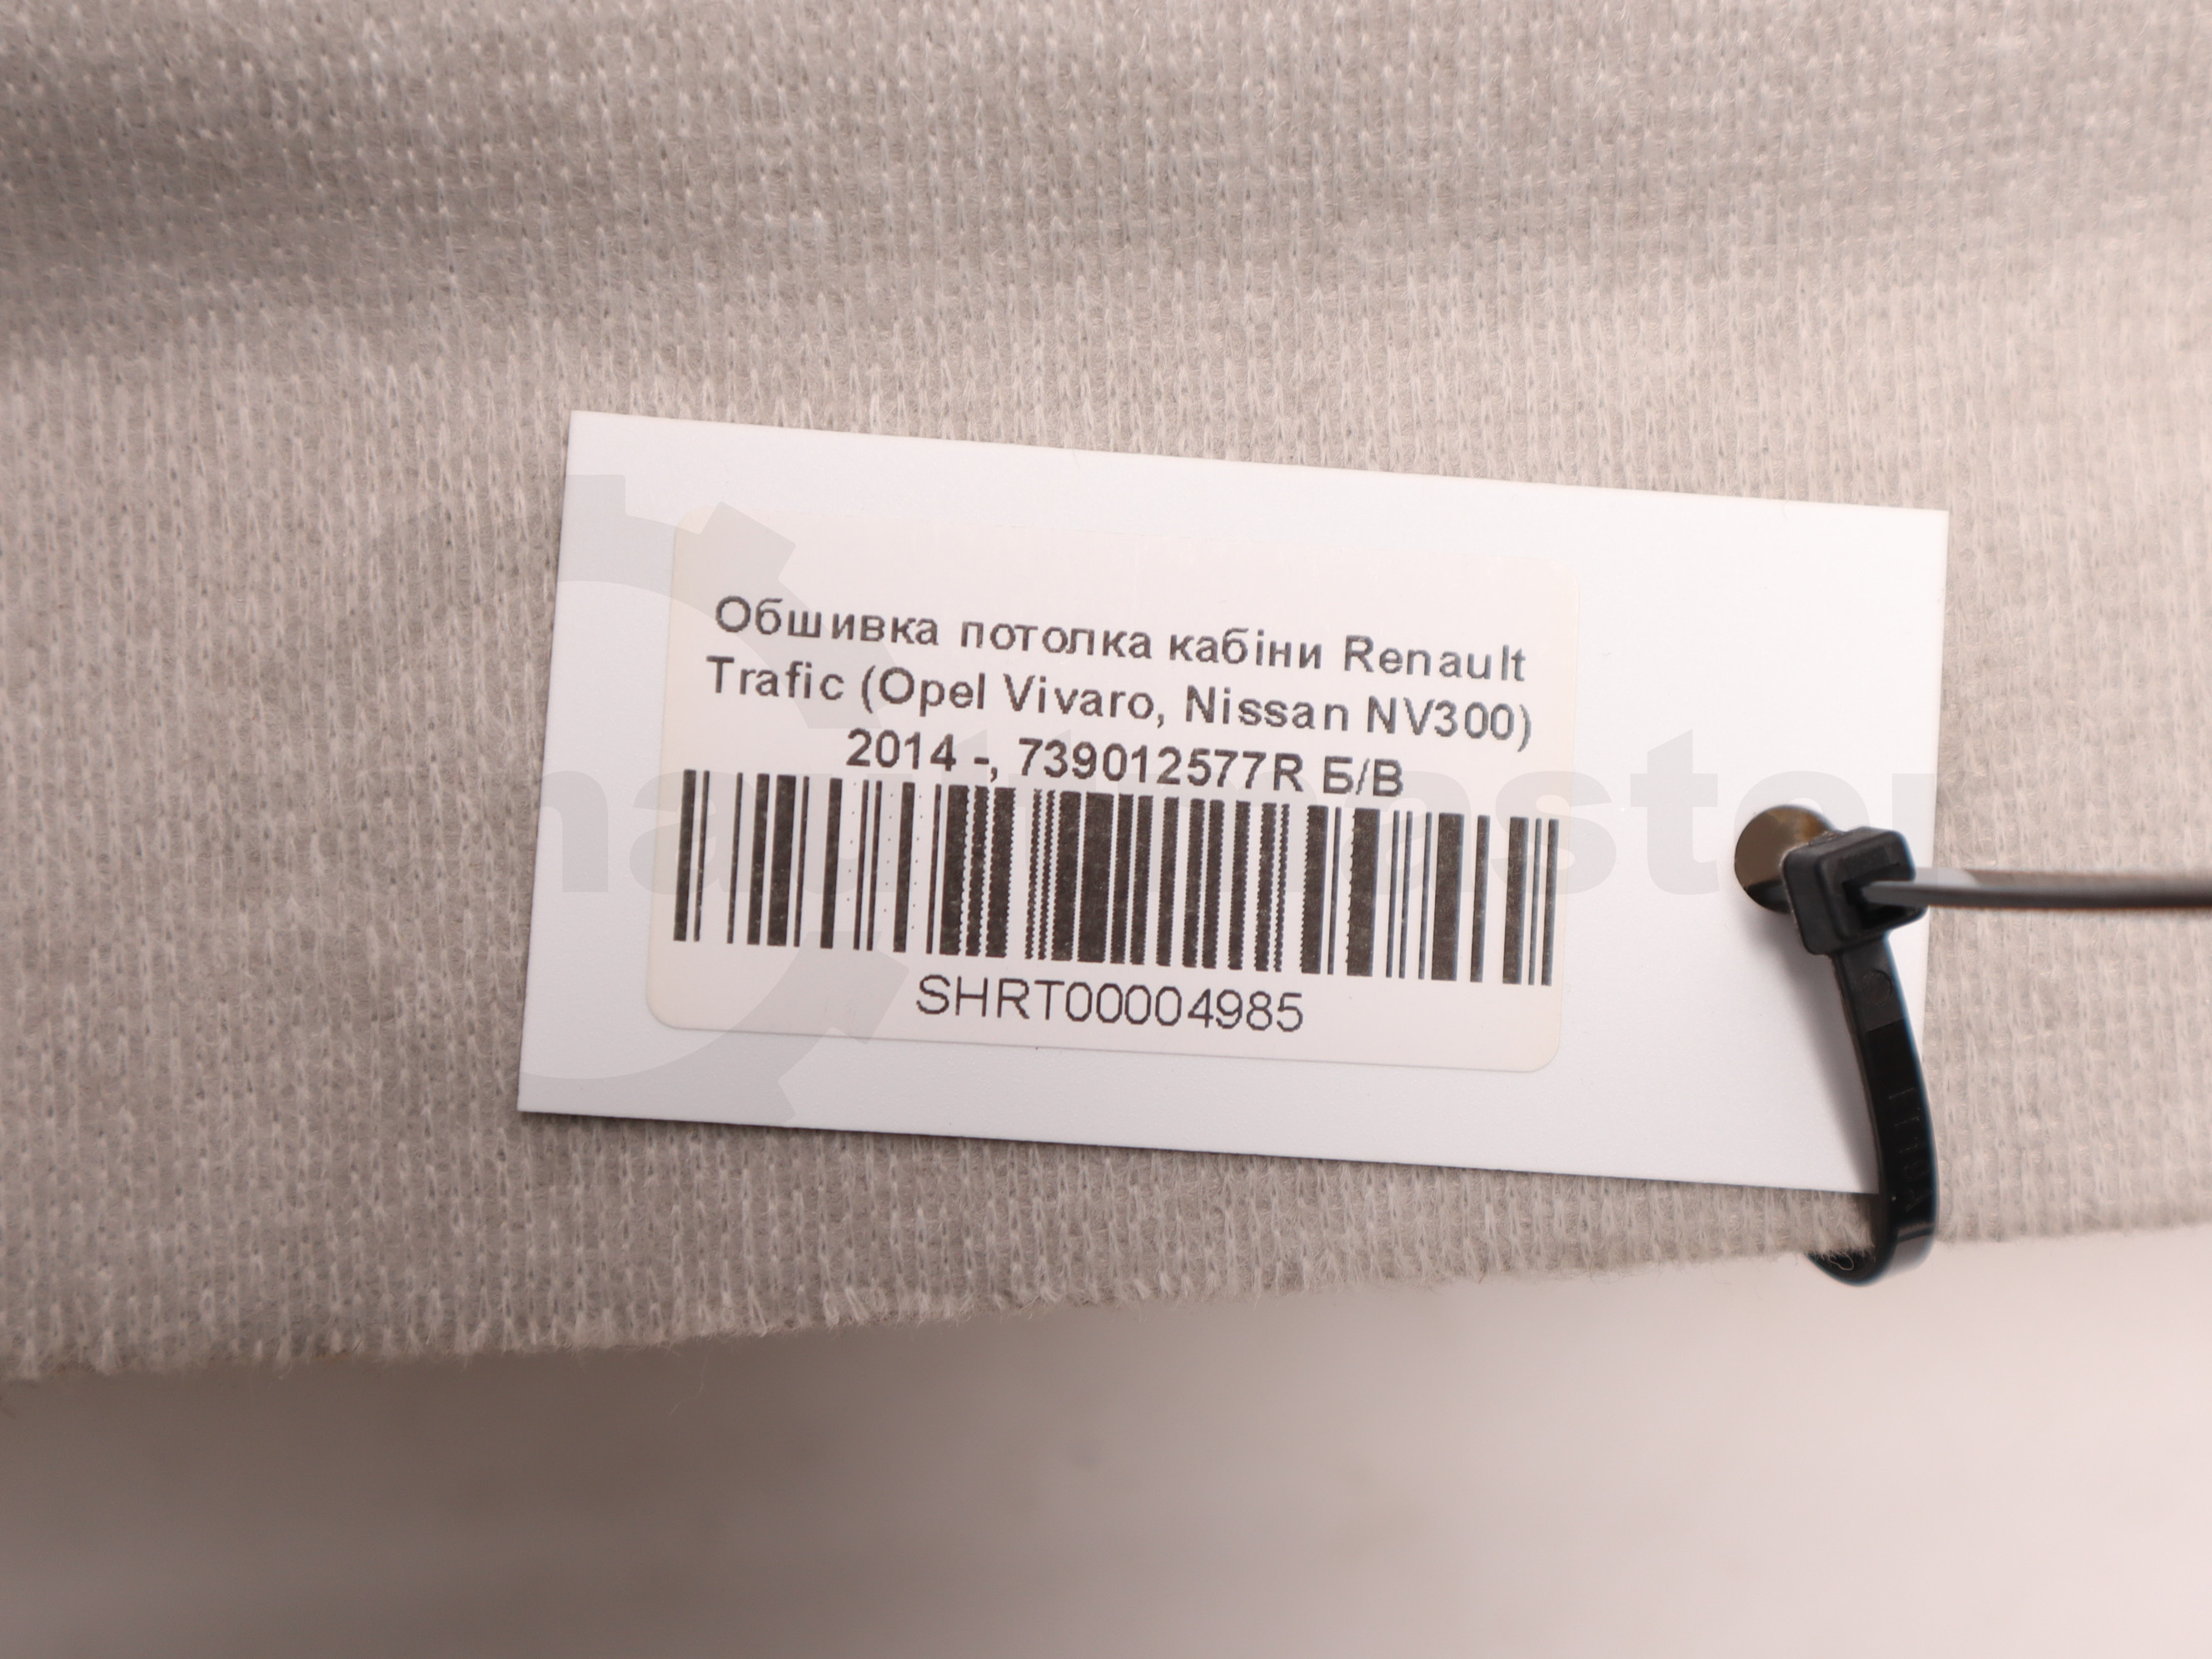 Обшивка потолка кабіни Renault
Trafic (Opel Vivaro, Nissan NV300)
2014 -, 739012577R Б/В
SHRT00004985